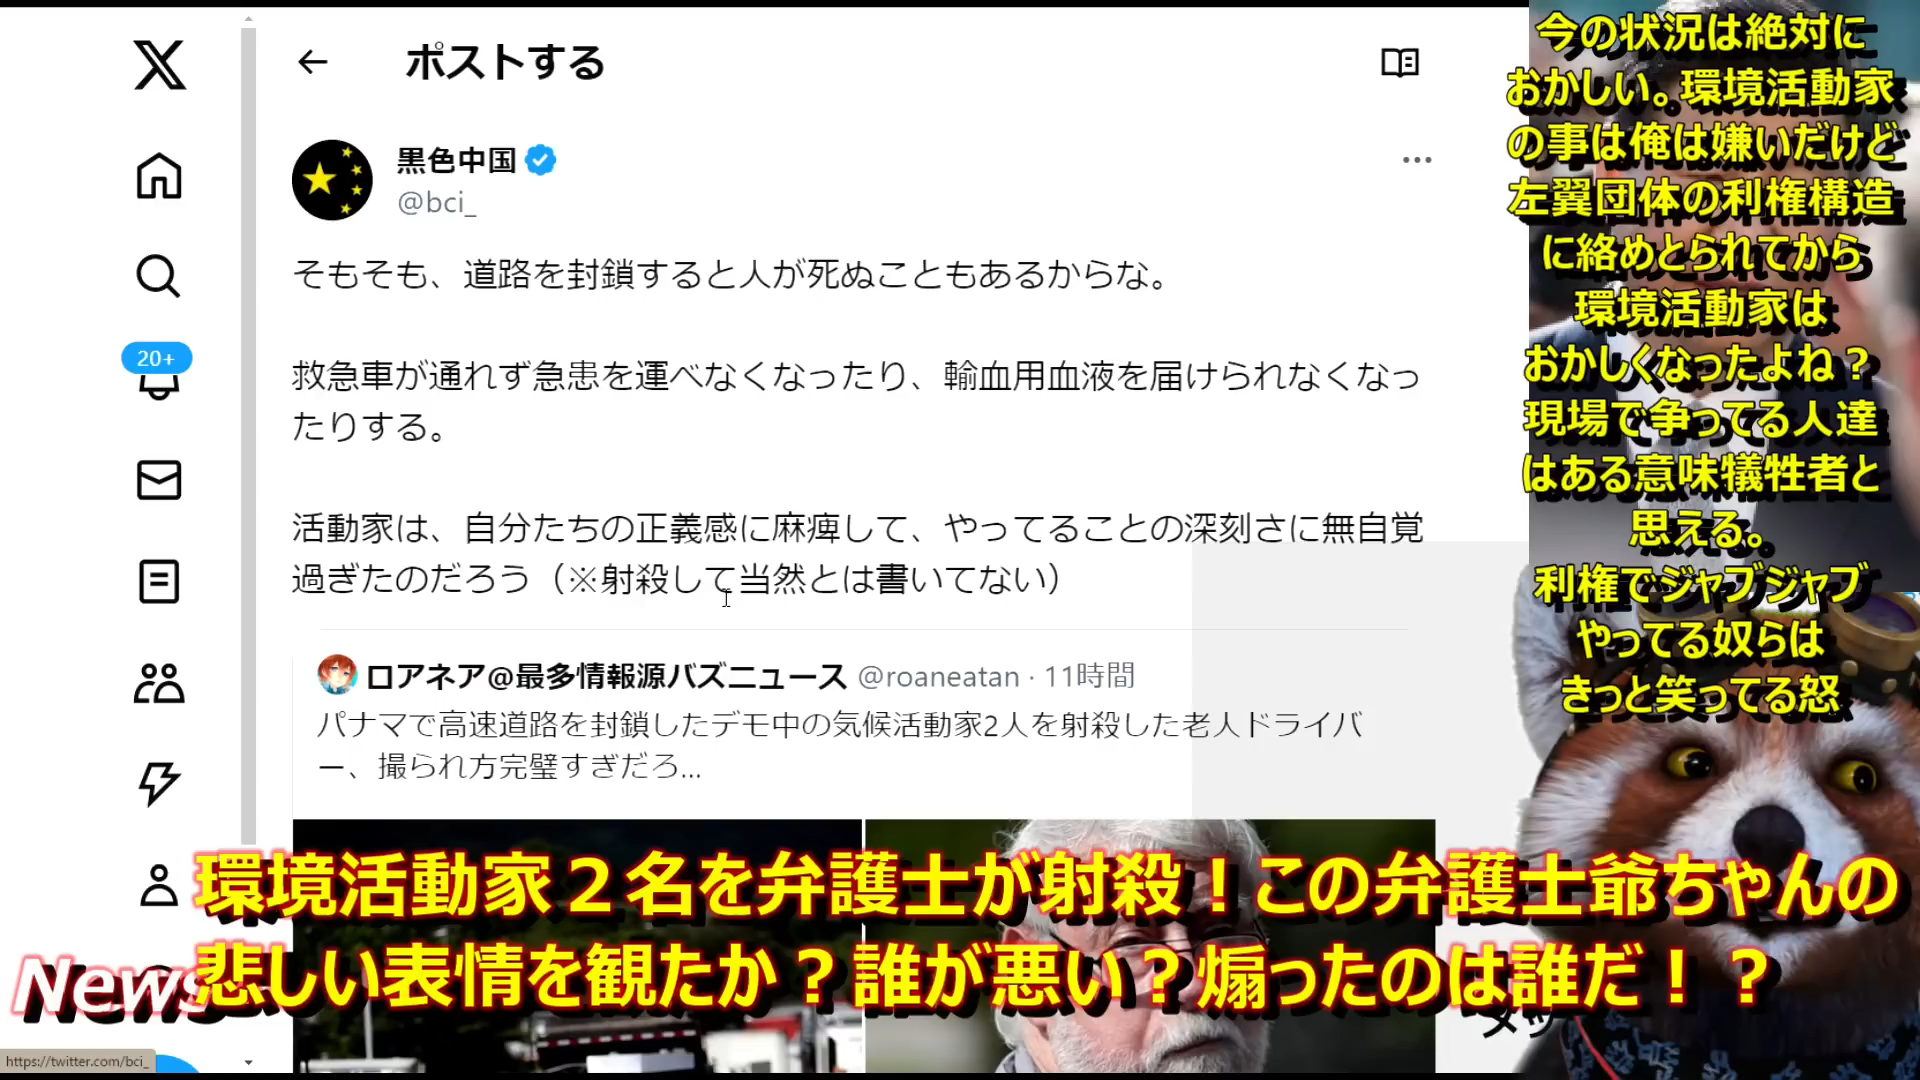 ポストする
黒色中国
@bci_
そもそも、道路を封鎖すると人が死ぬこともあるからな。
救急車が通れず急患を運べなくなったり、輸血用血液を届けられなくなっ
たりする。
活動家は、自分たちの正義感に麻痺して、やってることの深刻さに無自覚
過ぎたのだろう（※射殺して当然とは書いてない）
ロアネア@最多情報源バズニュース @roaneatan · 11時間
パナマで高速道路を封鎖したデモ中の気候活動家2人を射殺した老人ドライバ
ー、撮られ方完璧すぎだろ...
20+
今の状況は絶対に
おかしい。環境活動家
の事は俺は嫌いだけど
左翼団体の利権構造
に絡めとられてから
環境活動家は
おかしくなったよね？
現場で争ってる人達
はある意味犠牲者と
思える。
利権でジャブジャブ
やってる奴らは
きっと笑ってる怒
環境活動家２名を弁護士が射殺！この弁護士爺ちゃんの
悲しい表情を観たか？誰が悪い？煽ったのは誰だ！？
News
https://twitter.com/bci_